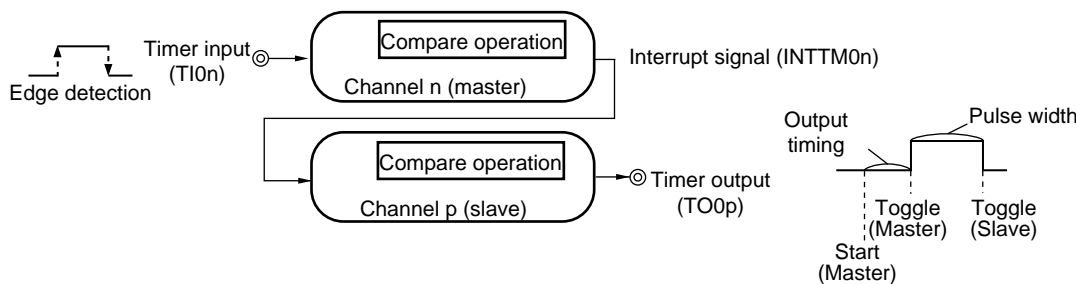 Edge detection
Timer input
(TI0n)
Compare operation
Channel n (master)
Interrupt signal (INTTM0n)
Compare operation
Channel p (slave)
Timer output
(TO0p)
Output
timing
Pulse width
Toggle
(Master)
Toggle
(Slave)
Start
(Master)